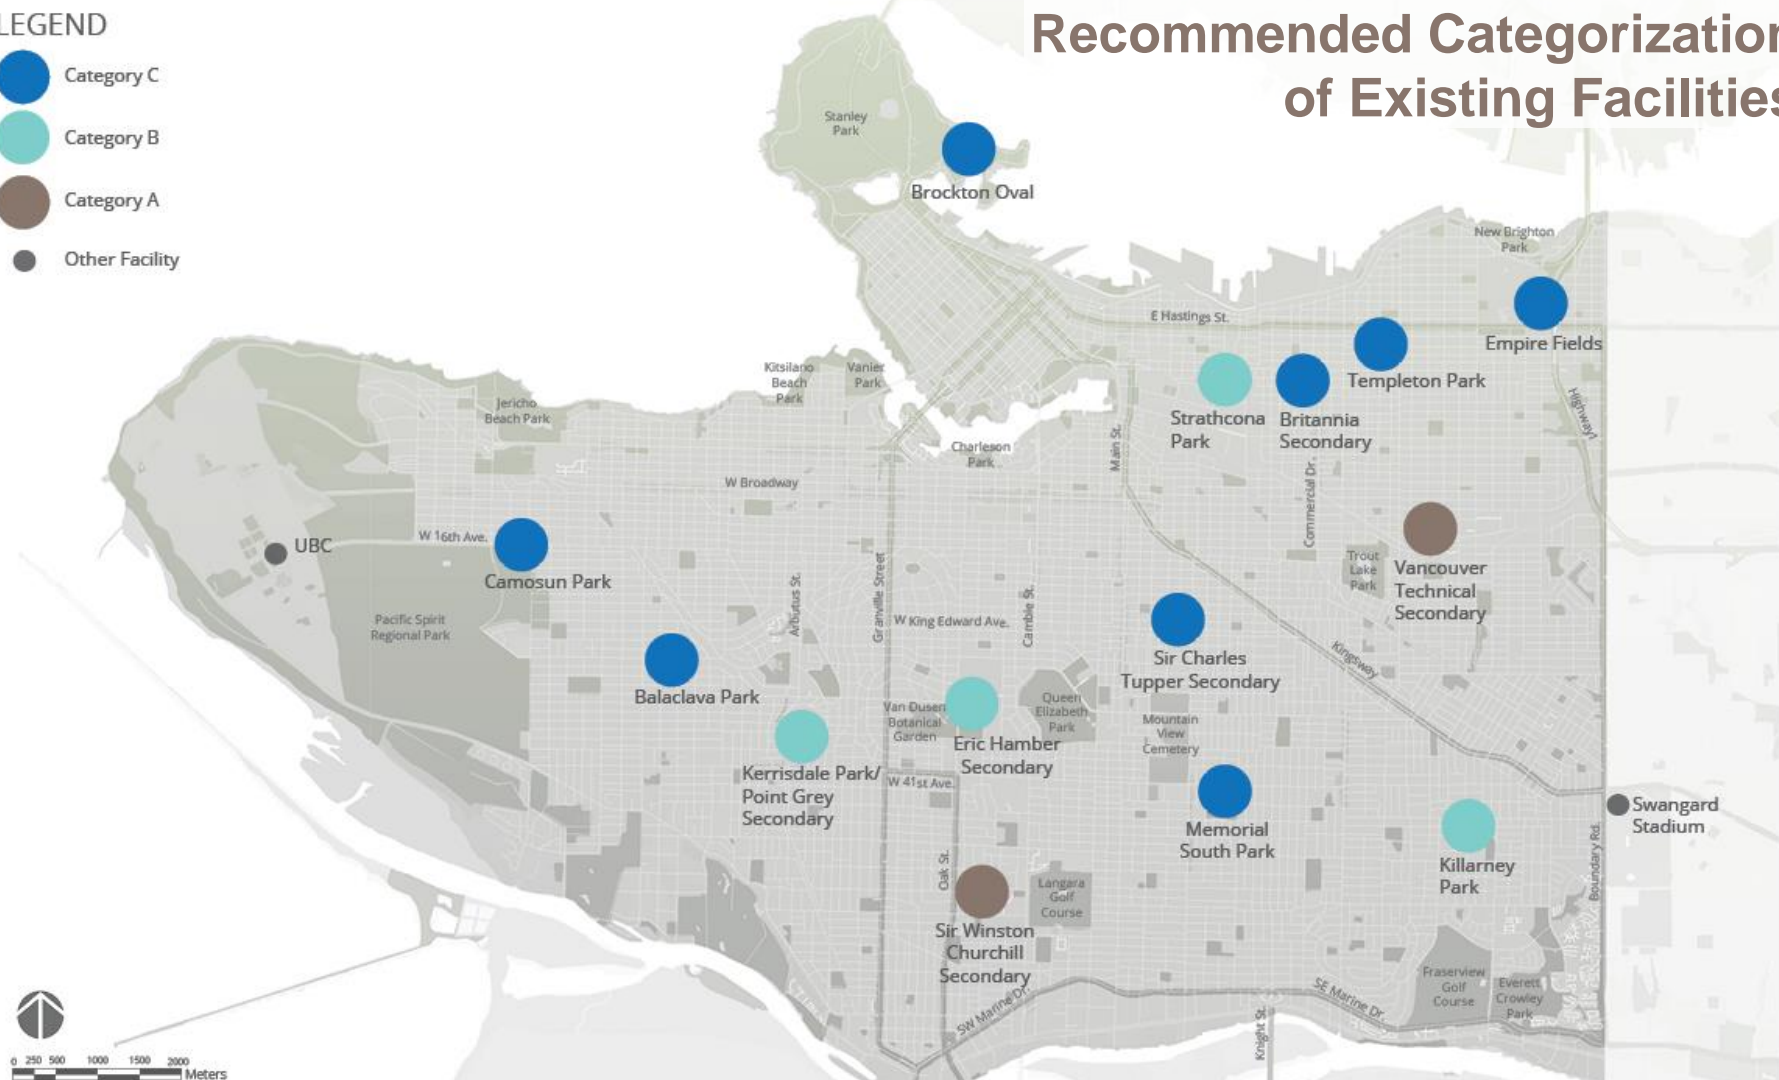 LEGEND
Category C
Category B
Category A
Other Facility
Recommended Categorization
of Existing Facilities
Stanley
Park
Brockton Oval
New Brighton
Park
E Hastings St.
Empire Fields
Templeton Park
Strathcona
Park
Britannia
Secondary
Highway1
Kitsilano
Beach
Park
Vanier
Park
Jericho
Beach Park
Charleson
Park
Main St.
W Broadway
Commercial Dr.
W 16th Ave.
UBC
Camosun Park
Trout
Lake
Park
Vancouver
Technical
Secondary
Pacific Spirit
Regional Park
Arbutus St.
Granville Street
W King Edward Ave.
Cambie St.
Kingsway
Sir Charles
Tupper Secondary
Balaclava Park
Van Dusen
Botanical
Garden
Queen
Elizabeth
Park
Mountain
View
Cemetery
Eric Hamber
Secondary
Kerrisdale Park/
Point Grey
Secondary
W 41st Ave.
Memorial
South Park
Swangard
Stadium
Killarney
Park
Boundary Rd.
Oak St.
Langara
Golf
Course
Sir Winston
Churchill
Secondary
SW Marine Dr.
SE Marine Dr.
Knight St.
Fraserview
Golf
Course
Everett
Crowley
Park
0 250 500 1000 1500 2000
Meters